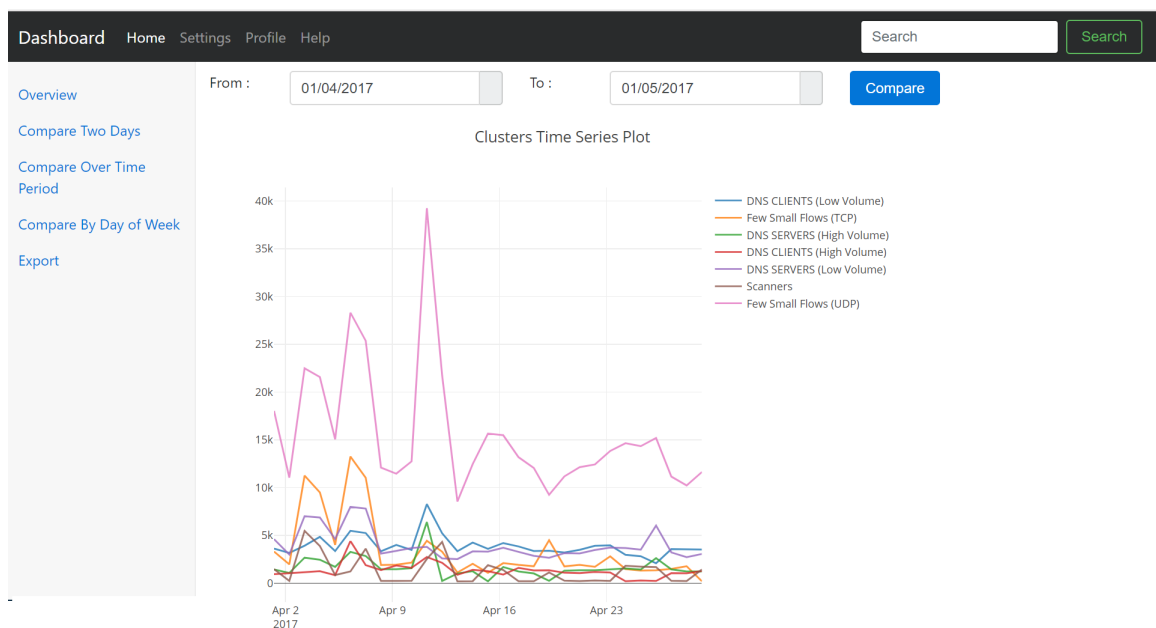 Dashboard Home Settings Profile Help Search Search
From : 01/04/2017 To : 01/05/2017 Compare
Overview
Compare Two Days
Compare Over Time
Period
Compare By Day of Week
Export
Clusters Time Series Plot
40k
35k
30k
25k
20k
15k
10k
5k
0
Apr 2
2017
Apr 9
Apr 16
Apr 23
DNS CLIENTS (Low Volume)
Few Small Flows (TCP)
DNS SERVERS (High Volume)
DNS CLIENTS (High Volume)
DNS SERVERS (Low Volume)
Scanners
Few Small Flows (UDP)